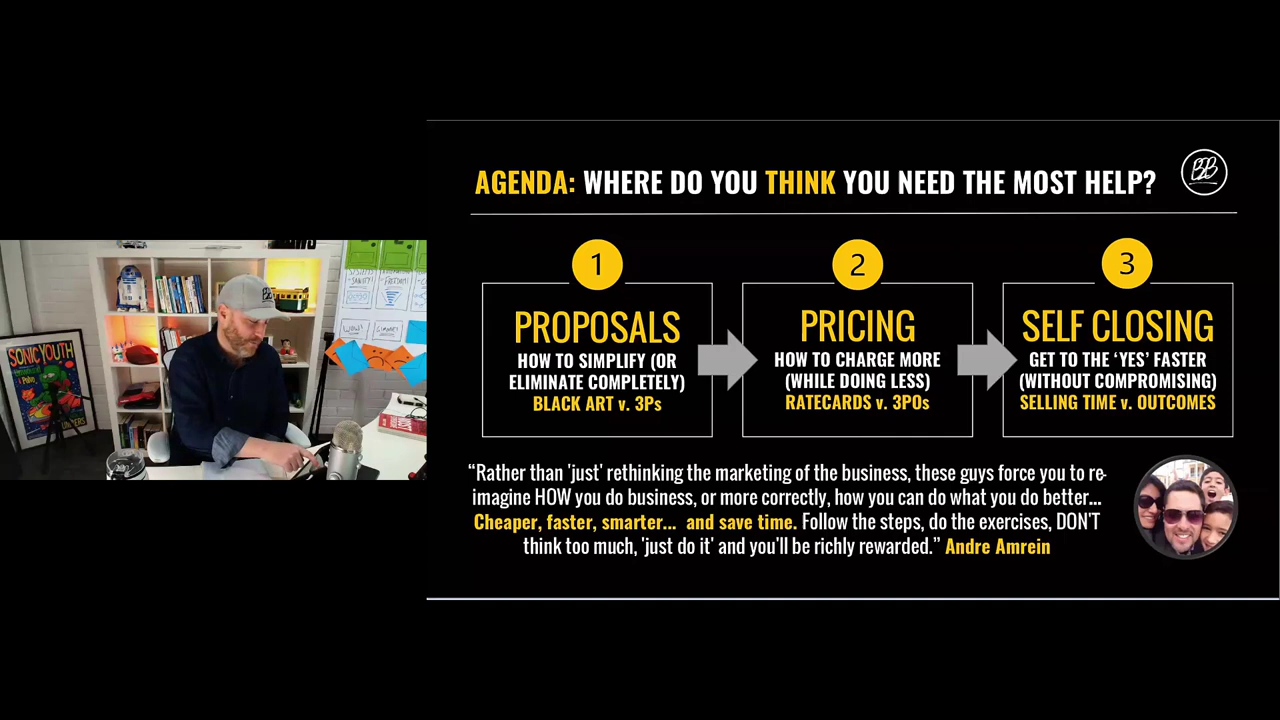 AGENDA: WHERE DO YOU THINK YOU NEED THE MOST HELP?
1
PROPOSALS
HOW TO SIMPLIFY (OR
ELIMINATE COMPLETELY)
BLACK ART v. 3Ps
2
PRICING
HOW TO CHARGE MORE
(WHILE DOING LESS)
RATECARDS v. 3POs
3
SELF CLOSING
GET TO THE ‘YES’ FASTER
(WITHOUT COMPROMISING)
SELLING TIME v. OUTCOMES
“Rather than 'just' rethinking the marketing of the business, these guys force you to re-
imagine HOW you do business, or more correctly, how you can do what you do better...
Cheaper, faster, smarter... and save time. Follow the steps, do the exercises, DON'T
think too much, 'just do it' and you’ll be richly rewarded.” Andre Amrein
SONIC YOUTH